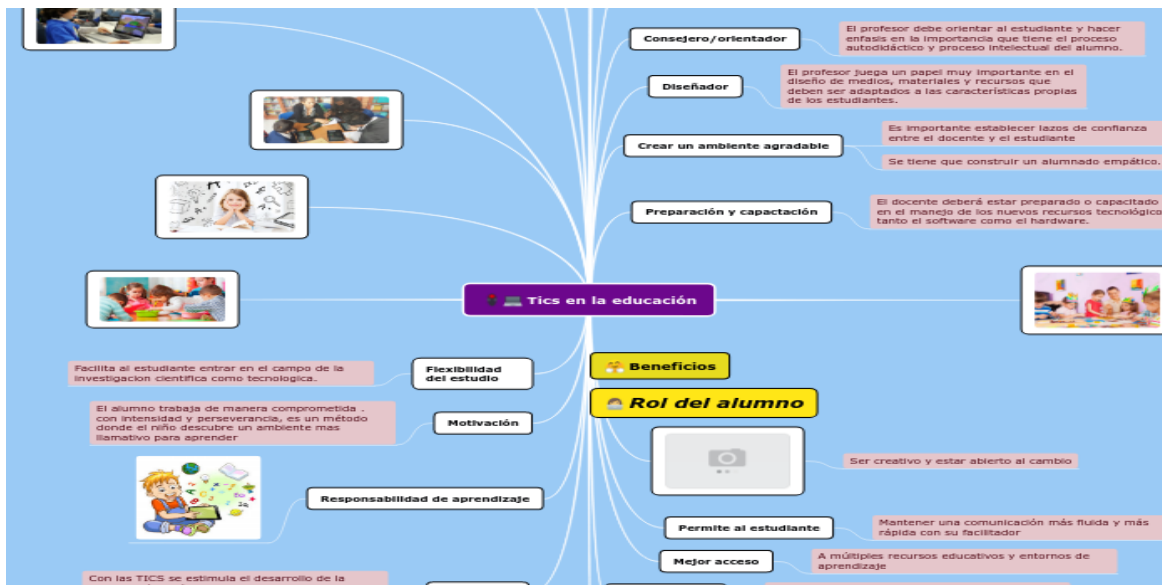 Consejero/orientador
El profesor debe orientar al estudiante y hacer
enfasis en la importancia que tiene el proceso
autodidáctico y proceso intelectual del alumno.
Diseñador
El profesor juega un papel muy importante en el
diseño de medios, materiales y recursos que
deben ser adaptados a las características propias
de los estudiantes.
Crear un ambiente agradable
Es importante establecer lazos de confianza
entre el docente y el estudiante
Se tiene que construir un alumnado empático.
Preparación y capactación
El docente deberá estar preparado o capacitado
en el manejo de los nuevos recursos tecnológico
tanto el software como el hardware.
Tics en la educación
Beneficios
Rol del alumno
Flexibilidad
del estudio
Facilita al estudiante entrar en el campo de la
investigacion cientifica como tecnologica.
Motivación
El alumno trabaja de manera comprometida .
con intensidad y perseverancia, es un método
donde el niño descubre un ambiente mas
llamativo para aprender
Responsabilidad de aprendizaje
Ser creativo y estar abierto al cambio
Permite al estudiante
Mantener una comunicación más fluida y más
rápida con su facilitador
Mejor acceso
A múltiples recursos educativos y entornos de
aprendizaje
Con las TICS se estimula el desarrollo de la